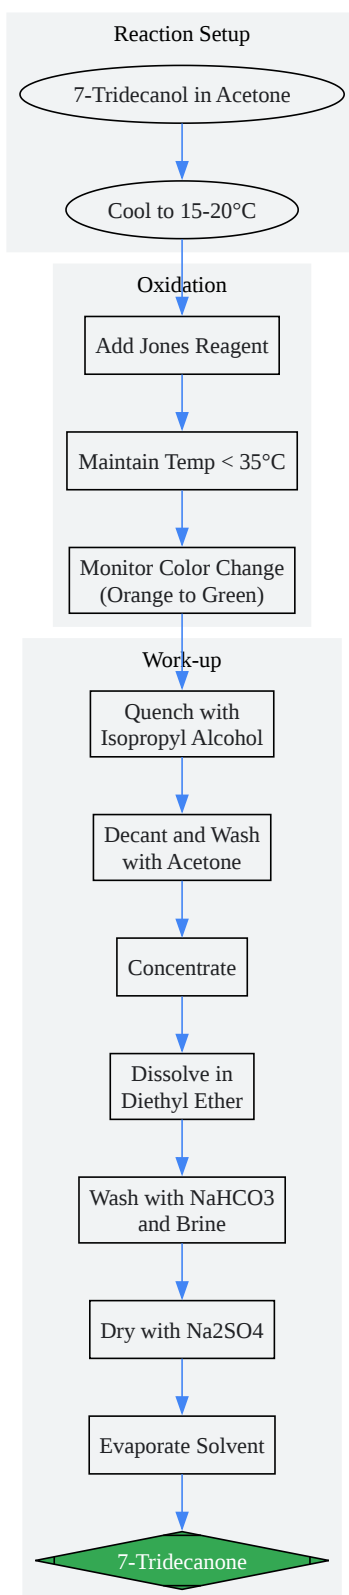 Reaction Setup
7-Tridecanol in Acetone
Cool to 15-20°C
Oxidation
Add Jones Reagent
Maintain Temp < 35°C
Monitor Color Change
(Orange to Green)
Work-up
Quench with
Isopropyl Alcohol
Decant and Wash
with Acetone
Concentrate
Dissolve in
Diethyl Ether
Wash with NaHCO3
and Brine
Dry with Na2SO4
Evaporate Solvent
7-Tridecanone